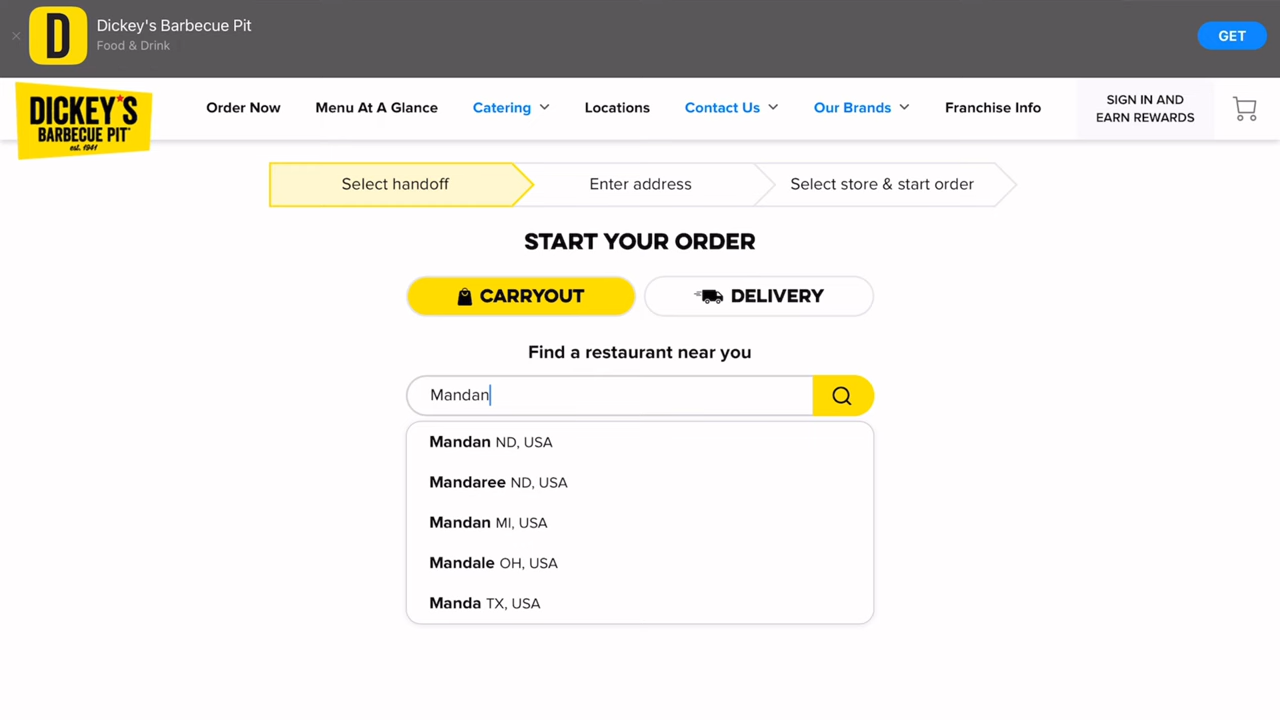 D
Dickey's Barbecue Pit
Food & Drink
GET
DICKEY'S
BARBECUE PIT
est. 1941
Order Now
Menu At A Glance
Catering
Locations
Contact Us
Our Brands
Franchise Info
SIGN IN AND
EARN REWARDS
Select handoff
Enter address
Select store & start order
START YOUR ORDER
CARRYOUT
DELIVERY
Find a restaurant near you
Mandan
Mandan ND, USA
Mandaree ND, USA
Mandan MI, USA
Mandale OH, USA
Manda TX, USA